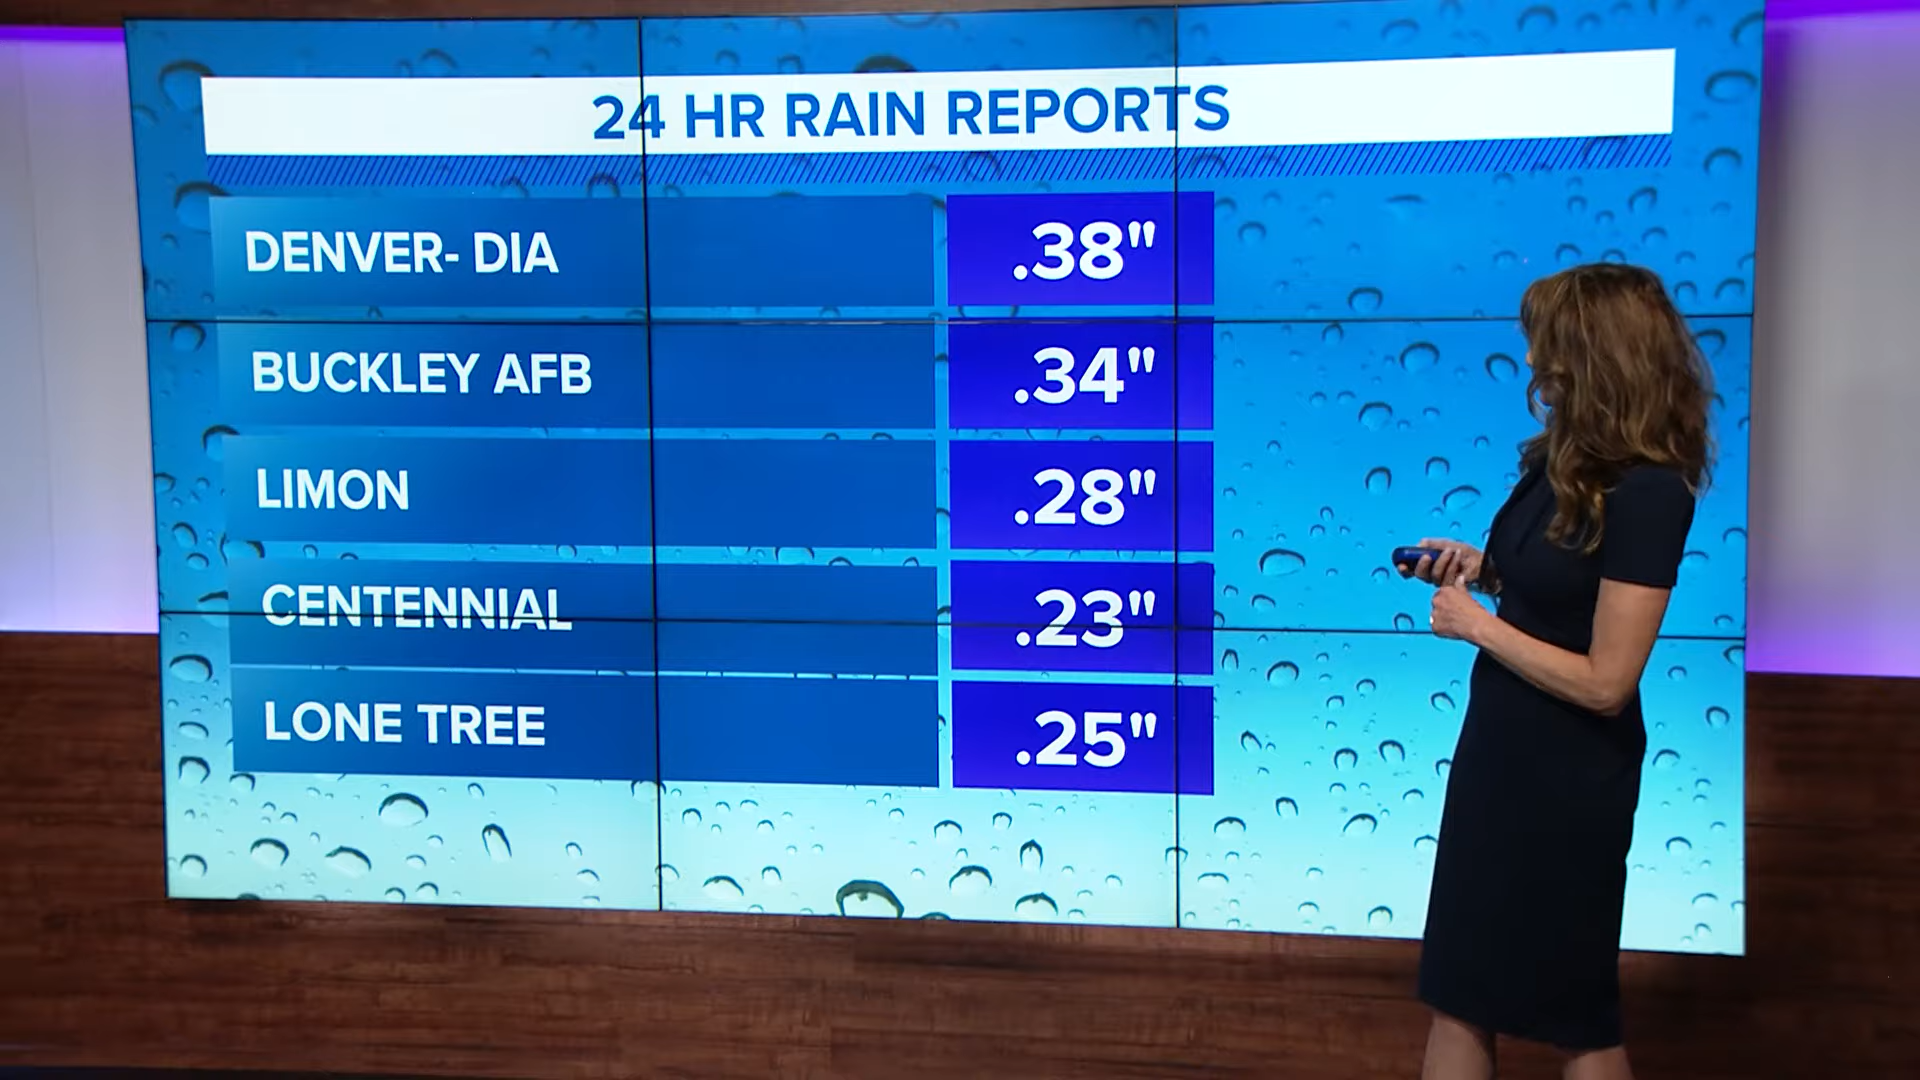 24 HR RAIN REPORTS
DENVER- DIA .38"
BUCKLEY AFB .34"
LIMON .28"
CENTENNIAL .23"
LONE TREE .25"